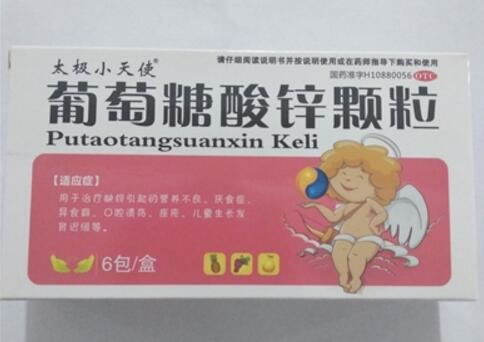 请仔细阅读说明书并按说明使用或在药师指导下购买和使用
太极小天使®
国药准字H10880056 OTC
葡萄糖酸锌颗粒
Putaotangsuanxin Keli
【适应症】
用于治疗缺锌引起的营养不良、厌食症、
异食癖、口腔溃疡、痤疮、儿童生长发
育迟缓等。
6包/盒